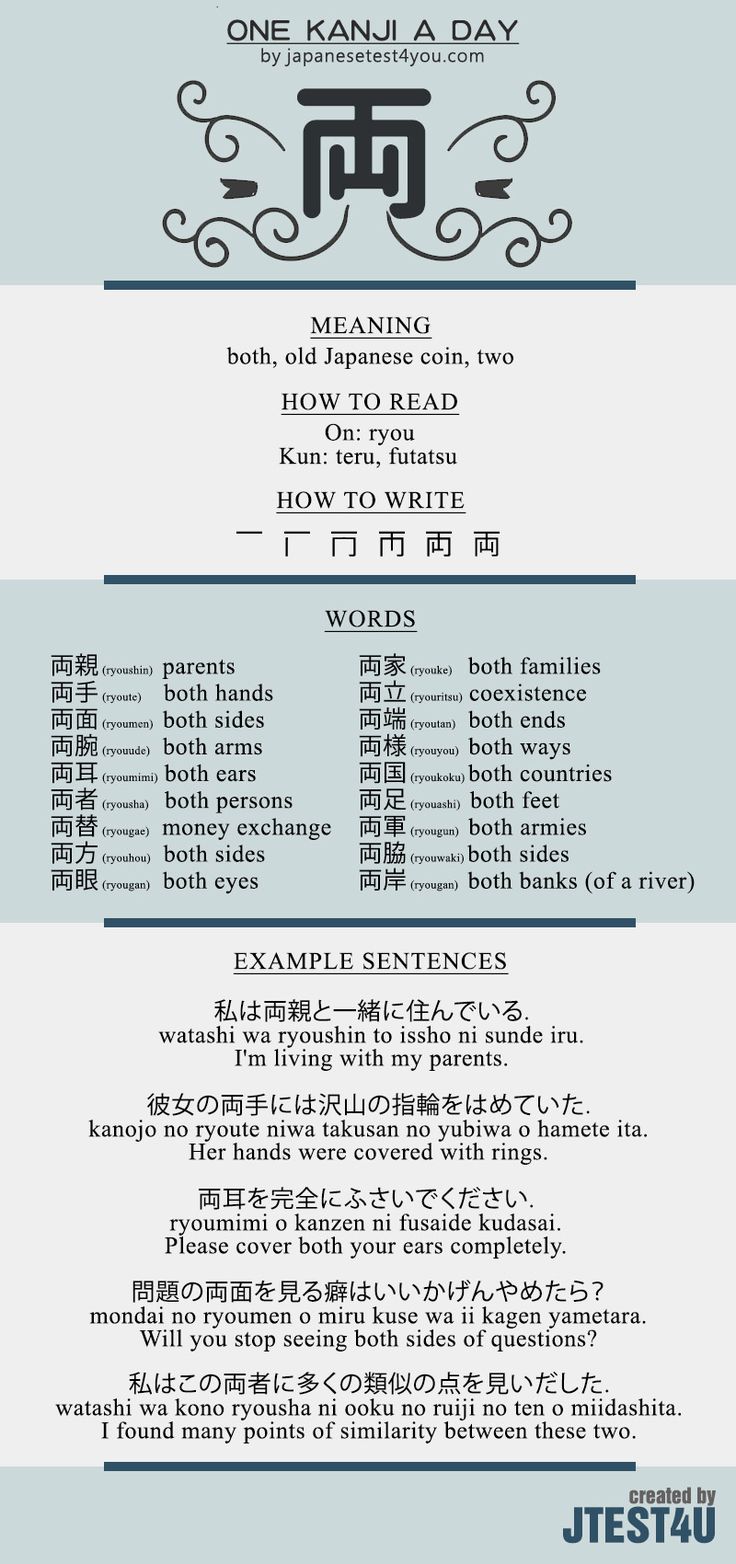 ONE KANJI A DAY
by japanesetest4you.com
両
MEANING
both, old Japanese coin, two
HOW TO READ
On: ryou
Kun: teru, futatsu
HOW TO WRITE
両
WORDS
両親 (ryoushin) parents
両手 (ryoute) both hands
両面 (ryoumen) both sides
両腕 (ryouude) both arms
両耳 (ryoumimi) both ears
両者 (ryousha) both persons
両替 (ryougae) money exchange
両方 (ryouhou) both sides
両眼 (ryougan) both eyes
両家 (ryouke) both families
両立 (ryouritsu) coexistence
両端 (ryoutan) both ends
両様 (ryouyou) both ways
両国 (ryoukoku) both countries
両足 (ryouashi) both feet
両軍 (ryougun) both armies
両脇 (ryouwaki) both sides
両岸 (ryougan) both banks (of a river)
EXAMPLE SENTENCES
私は両親と一緒に住んでいる.
watashi wa ryoushin to issho ni sunde iru.
I'm living with my parents.
彼女の両手には沢山の指輪をはめていた.
kanojo no ryoute niwa takusan no yubiwa o hamete ita.
Her hands were covered with rings.
両耳を完全にふさいでください.
ryoumimi o kanzen ni fusaide kudasai.
Please cover both your ears completely.
問題の両面を見る癖はいいかげんやめたら?
mondai no ryoumen o miru kuse wa ii kagen yametara.
Will you stop seeing both sides of questions?
私はこの両者に多くの類似の点を見いだした.
watashi wa kono ryousha ni ooku no ruiji no ten o miidashita.
I found many points of similarity between these two.
created by
JTEST4U